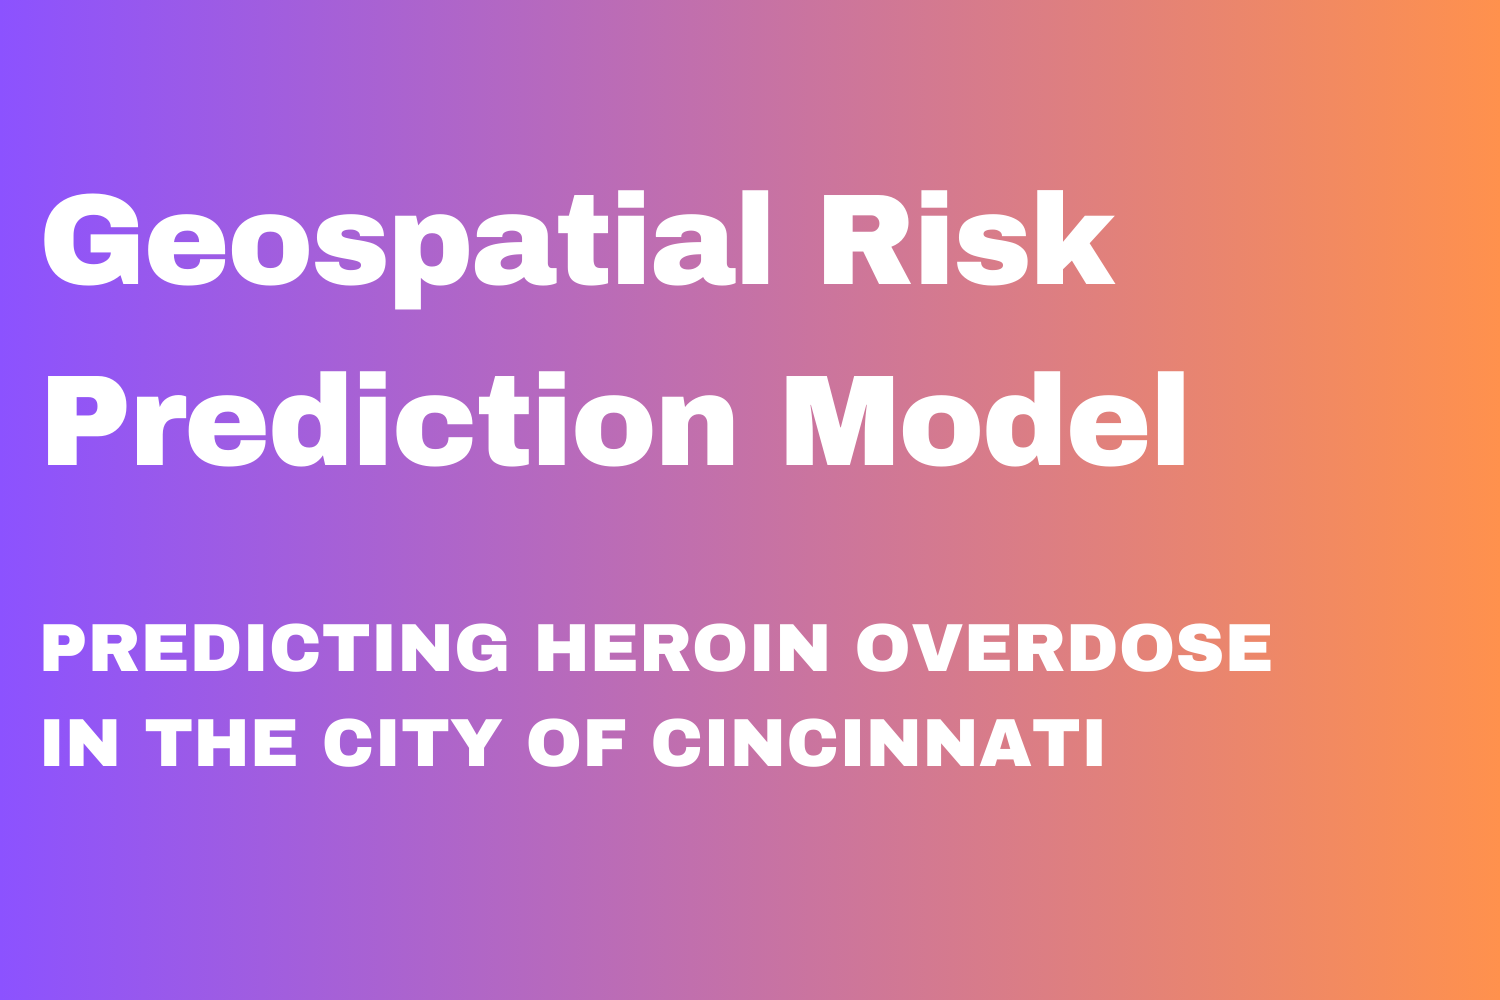 Geospatial Risk
Prediction Model
PREDICTING HEROIN OVERDOSE
IN THE CITY OF CINCINNATI